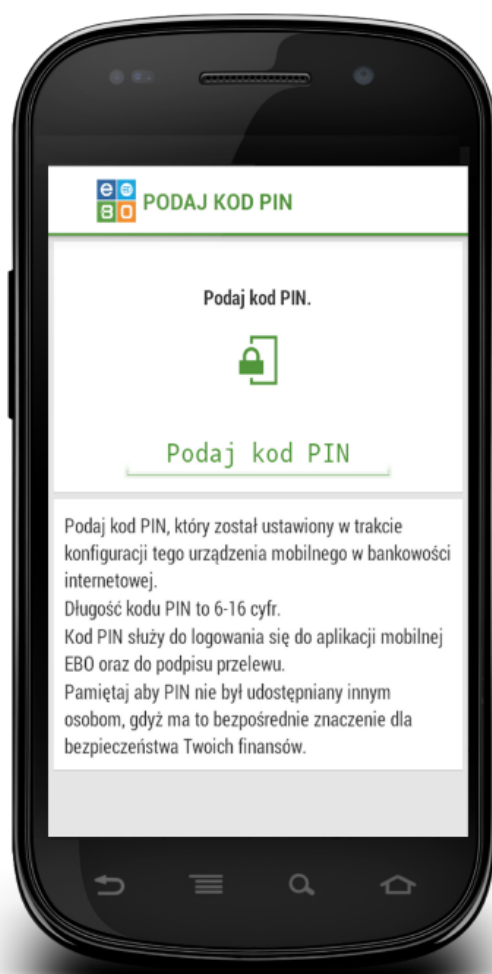 e e
B O
PODAJ KOD PIN
Podaj kod PIN.
Podaj kod PIN
Podaj kod PIN, który został ustawiony w trakcie
konfiguracji tego urządzenia mobilnego w bankowości
internetowej.
Długość kodu PIN to 6-16 cyfr.
Kod PIN służy do logowania się do aplikacji mobilnej
EBO oraz do podpisu przelewu.
Pamiętaj aby PIN nie był udostępniany innym
osobom, gdyż ma to bezpośrednie znaczenie dla
bezpieczeństwa Twoich finansów.